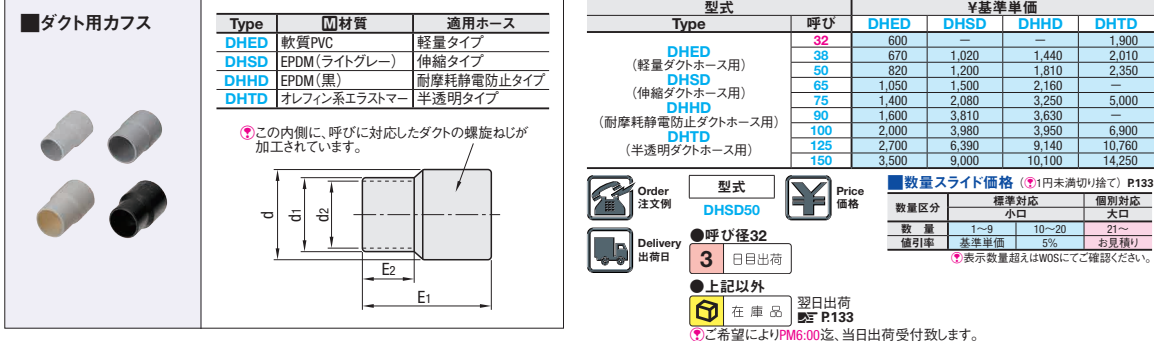 ■ダクト用カフス
Type Ⓜ材質 適用ホース
DHED 軟質PVC 軽量タイプ
DHSD EPDM（ライトグレー） 伸縮タイプ
DHHD EPDM（黒） 耐摩耗静電防止タイプ
DHTD オレフィン系エラストマー 半透明タイプ
この内側に、呼びに対応したダクトの螺旋ねじが
加工されています。
d d1 d2
E2
E1
型式 ¥基準単価
Type 呼び DHED DHSD DHHD DHTD
DHED
（軽量ダクトホース用）
DHSD
（伸縮ダクトホース用）
DHHD
（耐摩耗静電防止ダクトホース用）
DHTD
（半透明ダクトホース用）
32 600 － － 1,900
38 670 1,020 1,440 2,010
50 820 1,200 1,810 2,350
65 1,050 1,500 2,160 －
75 1,400 2,080 3,250 5,000
90 1,600 3,810 3,630 －
100 2,000 3,980 3,950 6,900
125 2,700 6,390 9,140 10,760
150 3,500 9,000 10,100 14,250
Order
注文例
型式
DHSD50
¥
Price
価格
■数量スライド価格（1円未満切り捨て）P.133
数量区分 標準対応 個別対応
小口 大口
数 量 1～9 10～20 21～
値引率 基準単価 5% お見積り
表示数量超えはWOSにてご確認ください。
Delivery
出荷日
●呼び径32
3 日目出荷
●上記以外
在庫品 翌日出荷
P.133
ご希望によりPM6:00迄、当日出荷受付致します。